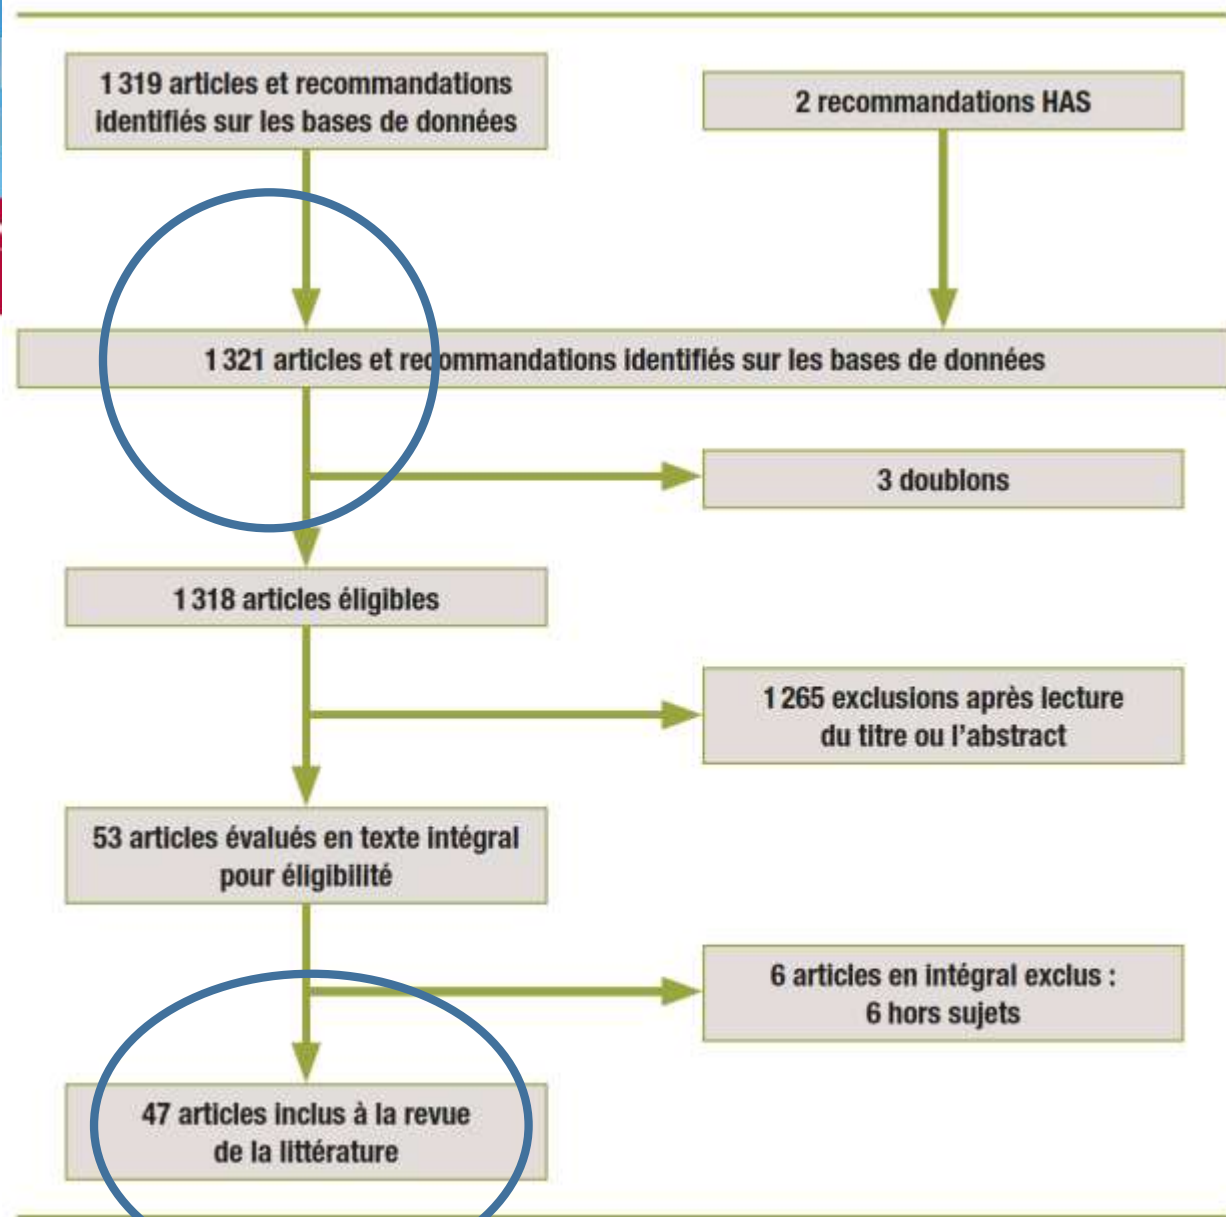 1 319 articles et recommandations
identifiés sur les bases de données
2 recommandations HAS
1 321 articles et recommandations identifiés sur les bases de données
3 doublons
1 318 articles éligibles
1 265 exclusions après lecture
du titre ou l'abstract
53 articles évalués en texte intégral
pour éligibilité
6 articles en intégral exclus :
6 hors sujets
47 articles inclus à la revue
de la littérature